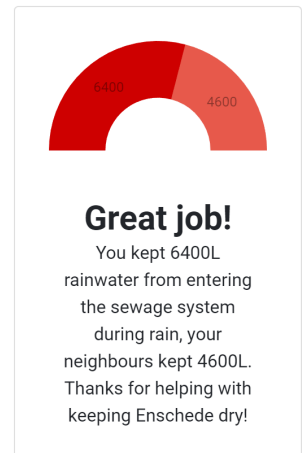 6400
4600
Great job!
You kept 6400L
rainwater from entering
the sewage system
during rain, your
neighbours kept 4600L.
Thanks for helping with
keeping Enschede dry!